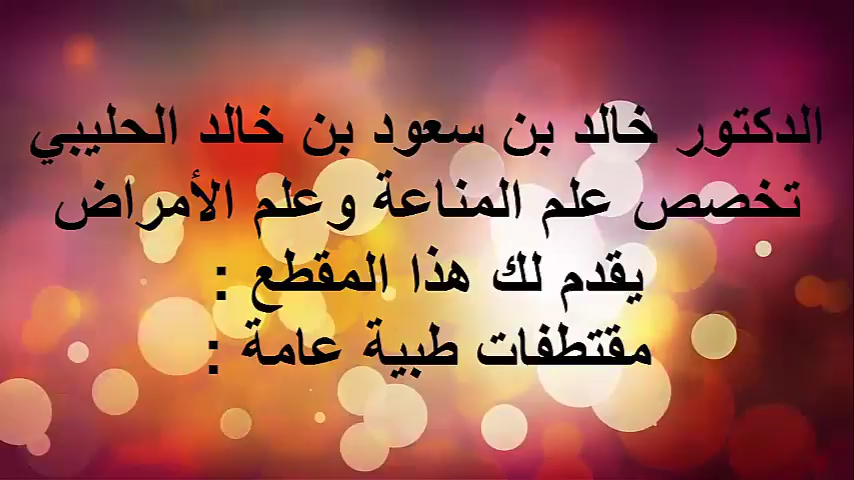 الدكتور خالد بن سعود بن خالد الحليبي
تخصص علم المناعة وعلم الأمراض
يقدم لك هذا المقطع :
مقتطفات طبية عامة :